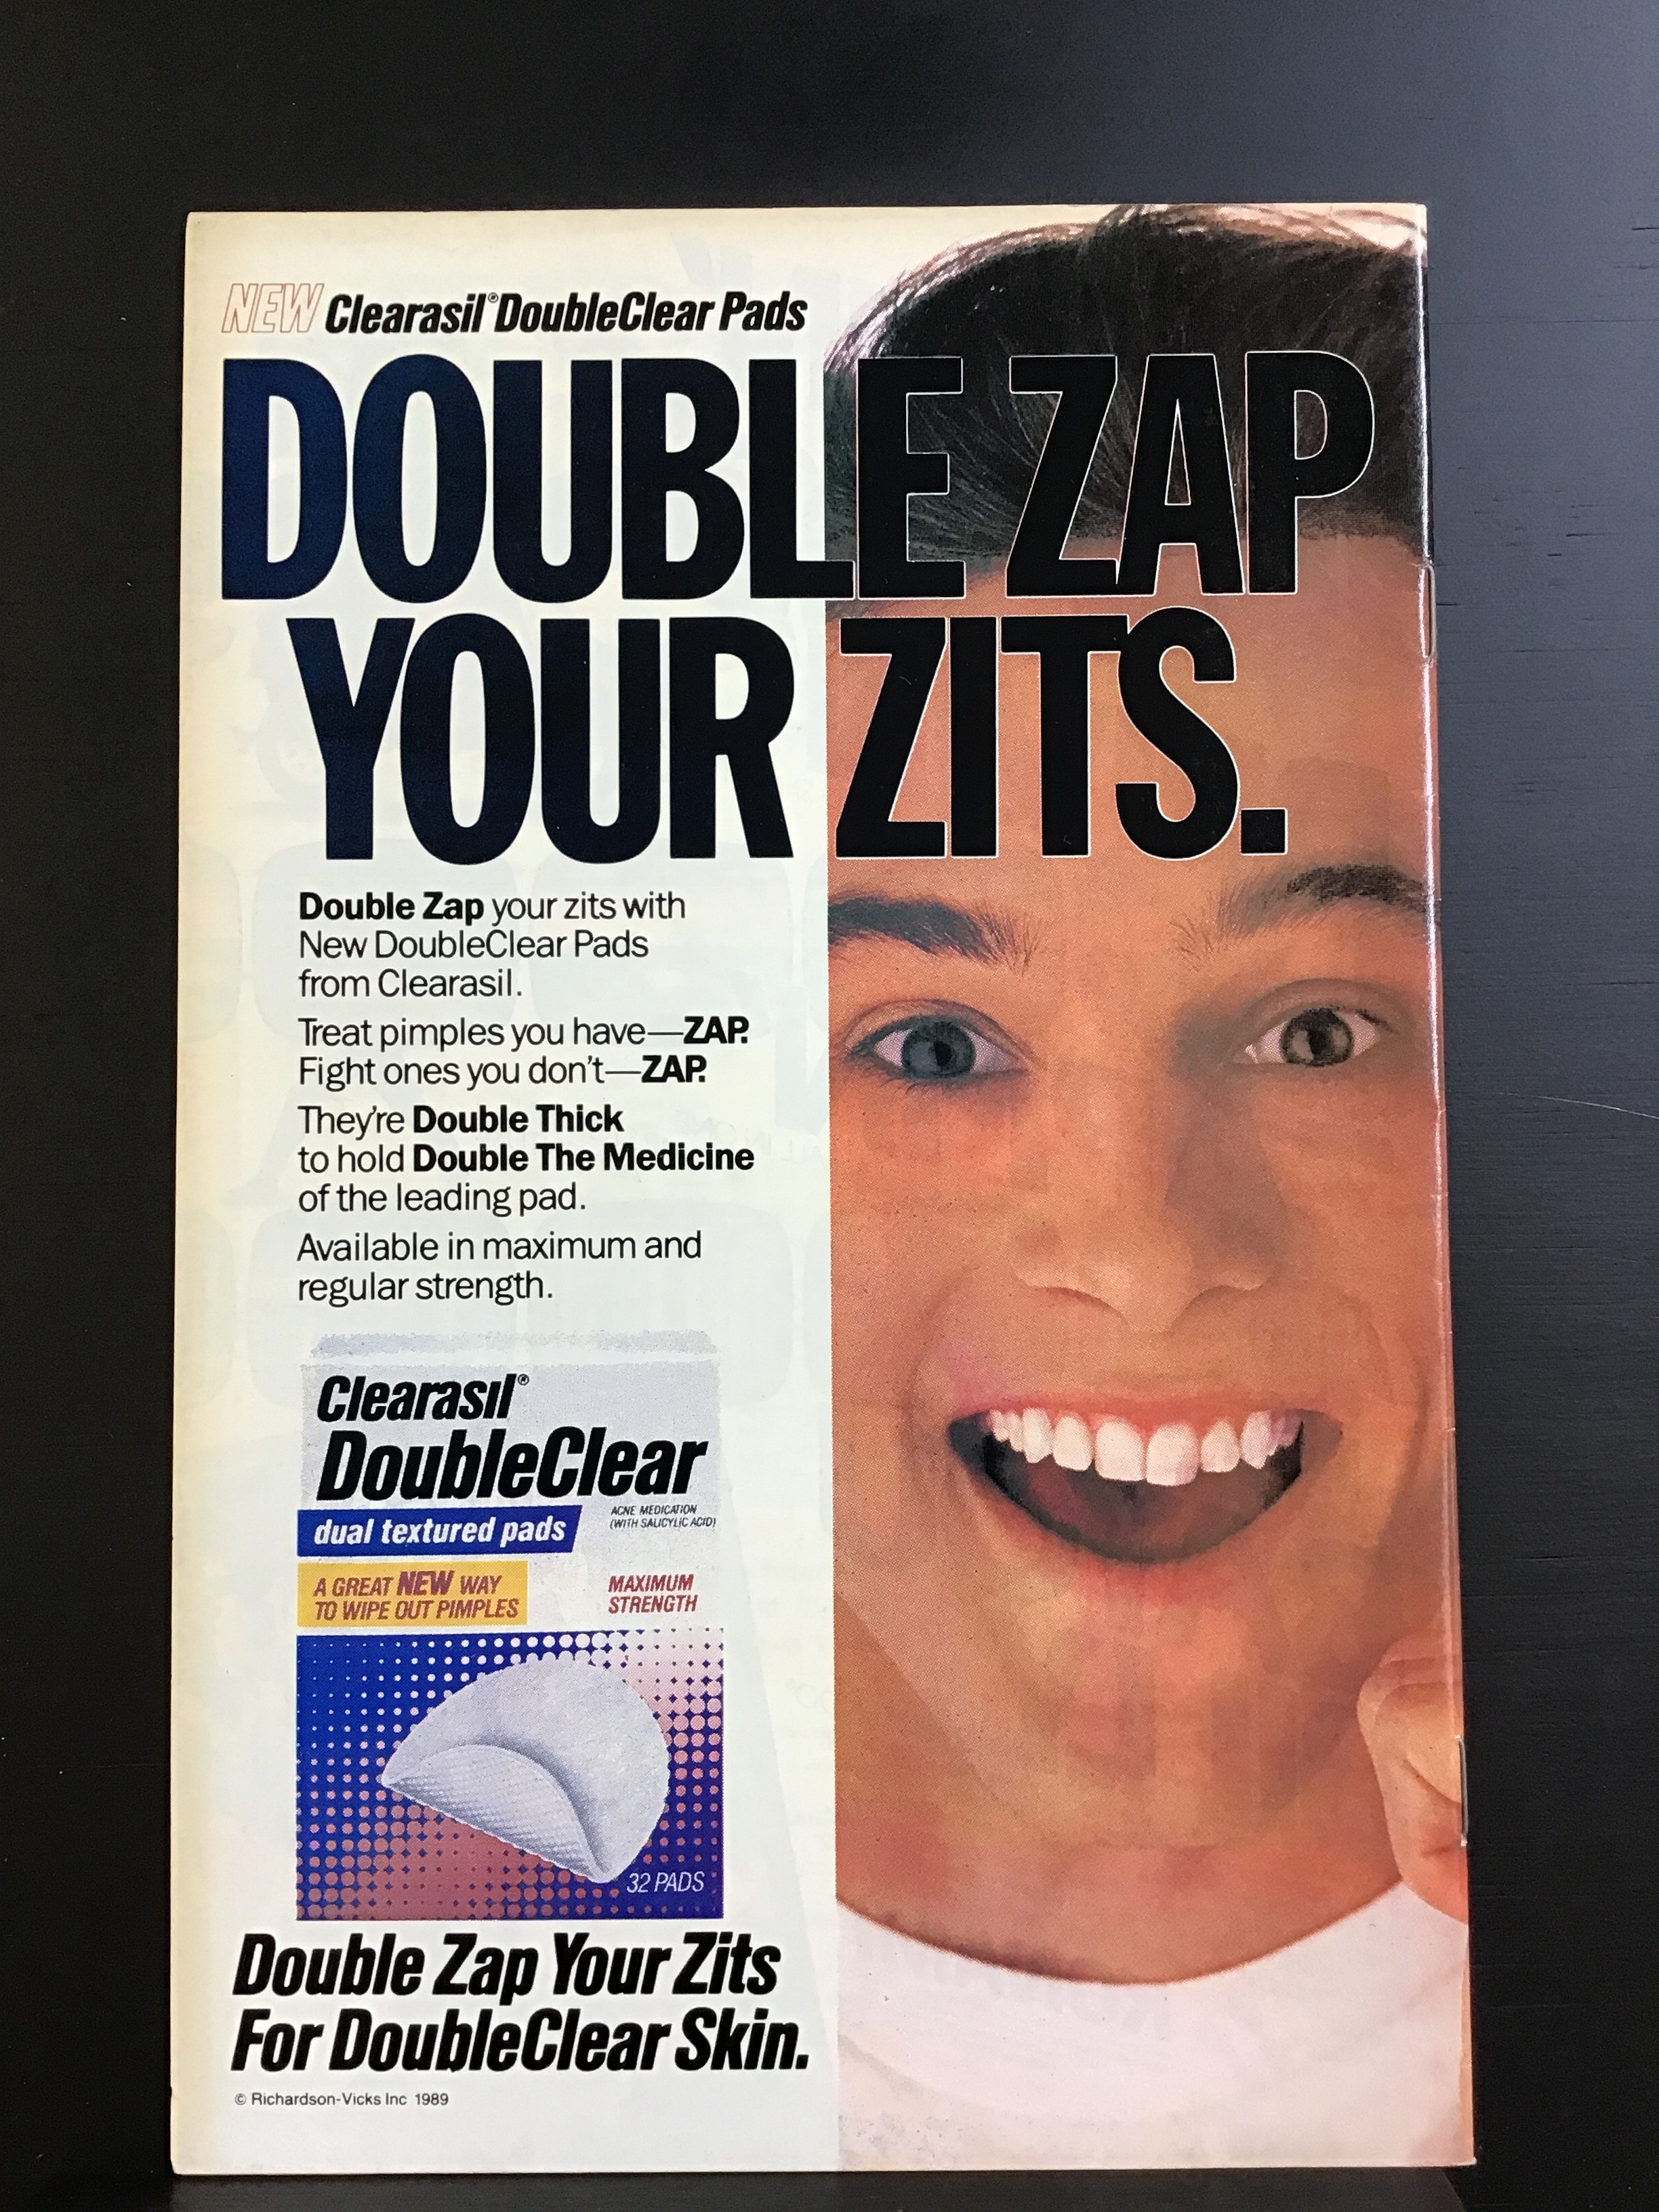 NEW Clearasil® DoubleClear Pads
DOUBLE ZAP
YOUR ZITS.
Double Zap your zits with
New DoubleClear Pads
from Clearasil.
Treat pimples you have—ZAP.
Fight ones you don't—ZAP.
They're Double Thick
to hold Double The Medicine
of the leading pad.
Available in maximum and
regular strength.
Clearasil®
DoubleClear
dual textured pads
ACNE MEDICATION
(WITH SALICYLIC ACID)
A GREAT NEW WAY
TO WIPE OUT PIMPLES
MAXIMUM
STRENGTH
32 PADS
Double Zap Your Zits
For DoubleClear Skin.
© Richardson-Vicks Inc 1989